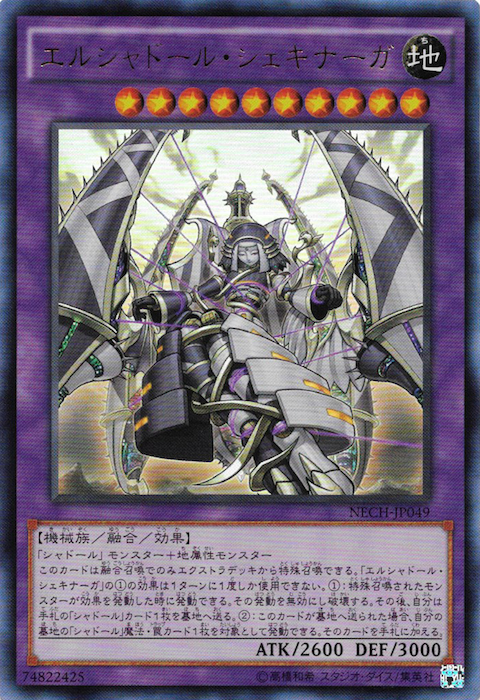 エルシャドール・シェキナーガ
地
NECH-JP049
【機械族／融合／効果】
「シャドール」モンスター＋地属性モンスター
このカードは融合召喚でのみエクストラデッキから特殊召喚できる。「エルシャドール・
シェキナーガ」の①の効果は１ターンに１度しか使用できない。①：特殊召喚されたモン
スターが効果を発動した時に発動できる。その発動を無効にし破壊する。その後、自分は
手札の「シャドール」カード１枚を墓地へ送る。②：このカードが墓地へ送られた場合、自分の
墓地の「シャドール」魔法・罠カード１枚を対象として発動できる。そのカードを手札に加える。
ATK/2600 DEF/3000
74822425
©高橋和希 スタジオ・ダイス/集英社